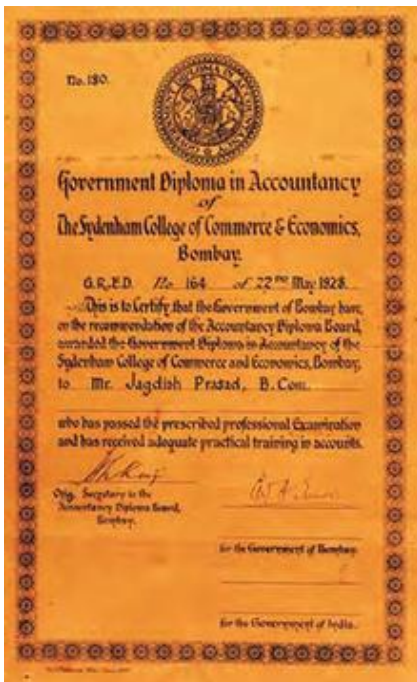 No. 180.
GOVERNMENT DIPLOMA IN ACCOUNTANCY
Government Diploma in Accountancy
of
The Sydenham College of Commerce & Economics,
Bombay.
G.R.,E.D. No 164 of 22nd May 1928.
This is to Certify that the Government of Bombay have,
on the recommendation of the Accountancy Diploma Board,
awarded the Government Diploma in Accountancy of the
Sydenham College of Commerce and Economics, Bombay,
to Mr. Jagdish Prasad, B.Com.
who has passed the prescribed professional Examination
and has received adequate practical training in accounts.
Secretary to the
Accountancy Diploma Board,
Bombay.
for the Government of Bombay.
for the Government of India.